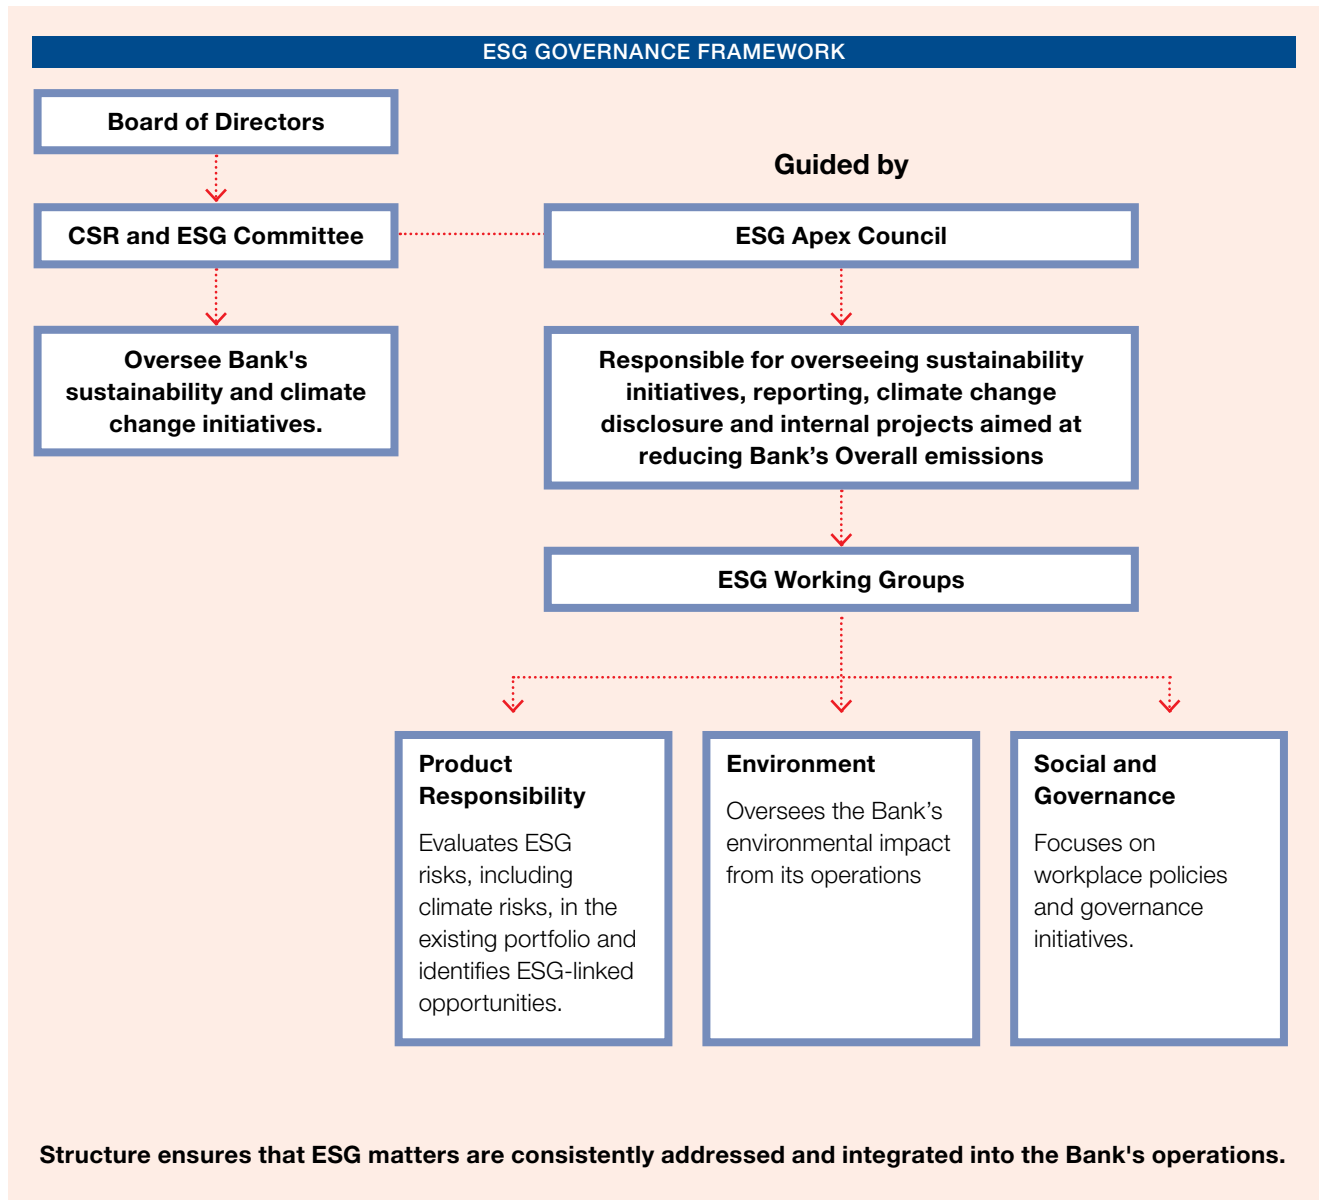 ESG GOVERNANCE FRAMEWORK
Board of Directors
Guided by
CSR and ESG Committee
ESG Apex Council
Oversee Bank's
sustainability and climate
change initiatives.
Responsible for overseeing sustainability
initiatives, reporting, climate change
disclosure and internal projects aimed at
reducing Bank’s Overall emissions
ESG Working Groups
Product
Responsibility
Evaluates ESG
risks, including
climate risks, in the
existing portfolio and
identifies ESG-linked
opportunities.
Environment
Oversees the Bank’s
environmental impact
from its operations
Social and
Governance
Focuses on
workplace policies
and governance
initiatives.
Structure ensures that ESG matters are consistently addressed and integrated into the Bank's operations.